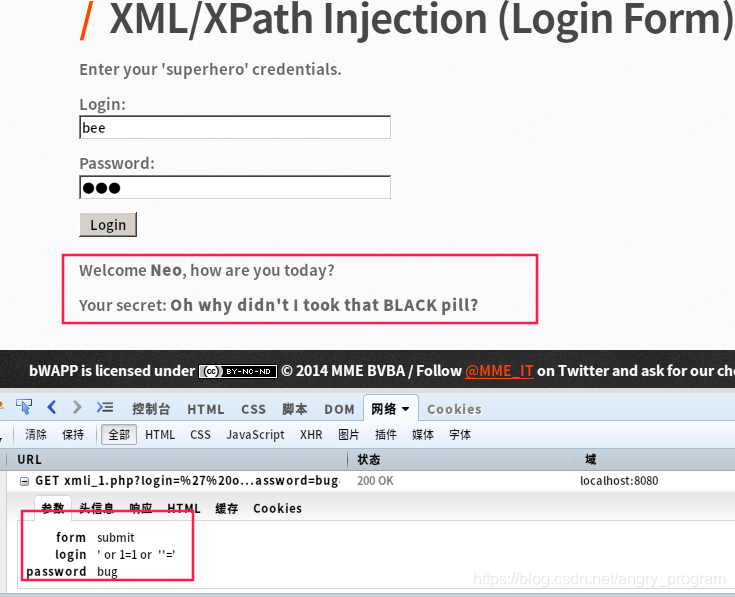 / XML/XPath Injection (Login Form)
Enter your 'superhero' credentials.
Login:
bee
Password:
●●●
Login
Welcome Neo, how are you today?
Your secret: Oh why didn't I took that BLACK pill?
bWAPP is licensed under (cc) BY-NC-ND © 2014 MME BVBA / Follow @MME_IT on Twitter and ask for our che
控制台 HTML CSS 脚本 DOM 网络 Cookies
清除 保持 全部 HTML CSS JavaScript XHR 图片 插件 媒体 字体
URL 状态 域
GET xmli_1.php?login=%27%20o...assword=bug 200 OK localhost:8080
参数 头信息 响应 HTML 缓存 Cookies
form submit
login ' or 1=1 or ''='
password bug
https://blog.csdn.net/angry_program